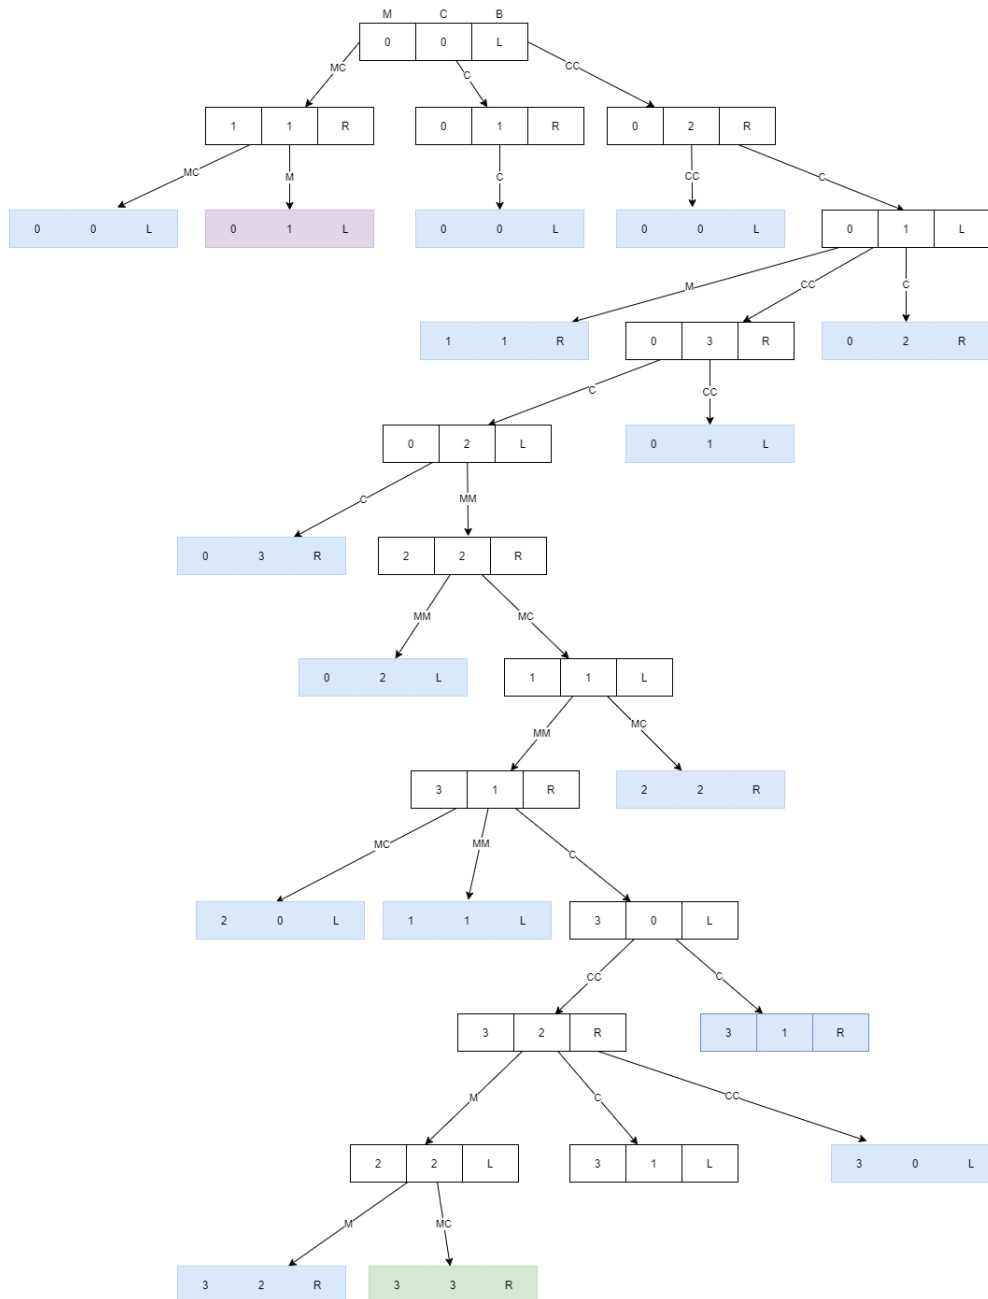 M C B
0 0 L
MC C CC
1 1 R 0 1 R 0 2 R
MC M C CC C
0 0 L 0 1 L 0 0 L 0 0 L 0 1 L
M CC C
1 1 R 0 3 R 0 2 R
C CC
0 2 L 0 1 L
C MM
0 3 R 2 2 R
MM MC
0 2 L 1 1 L
MM MC
3 1 R 2 2 R
MC MM C
2 0 L 1 1 L 3 0 L
CC C
3 2 R 3 1 R
M C CC
2 2 L 3 1 L 3 0 L
M MC
3 2 R 3 3 R